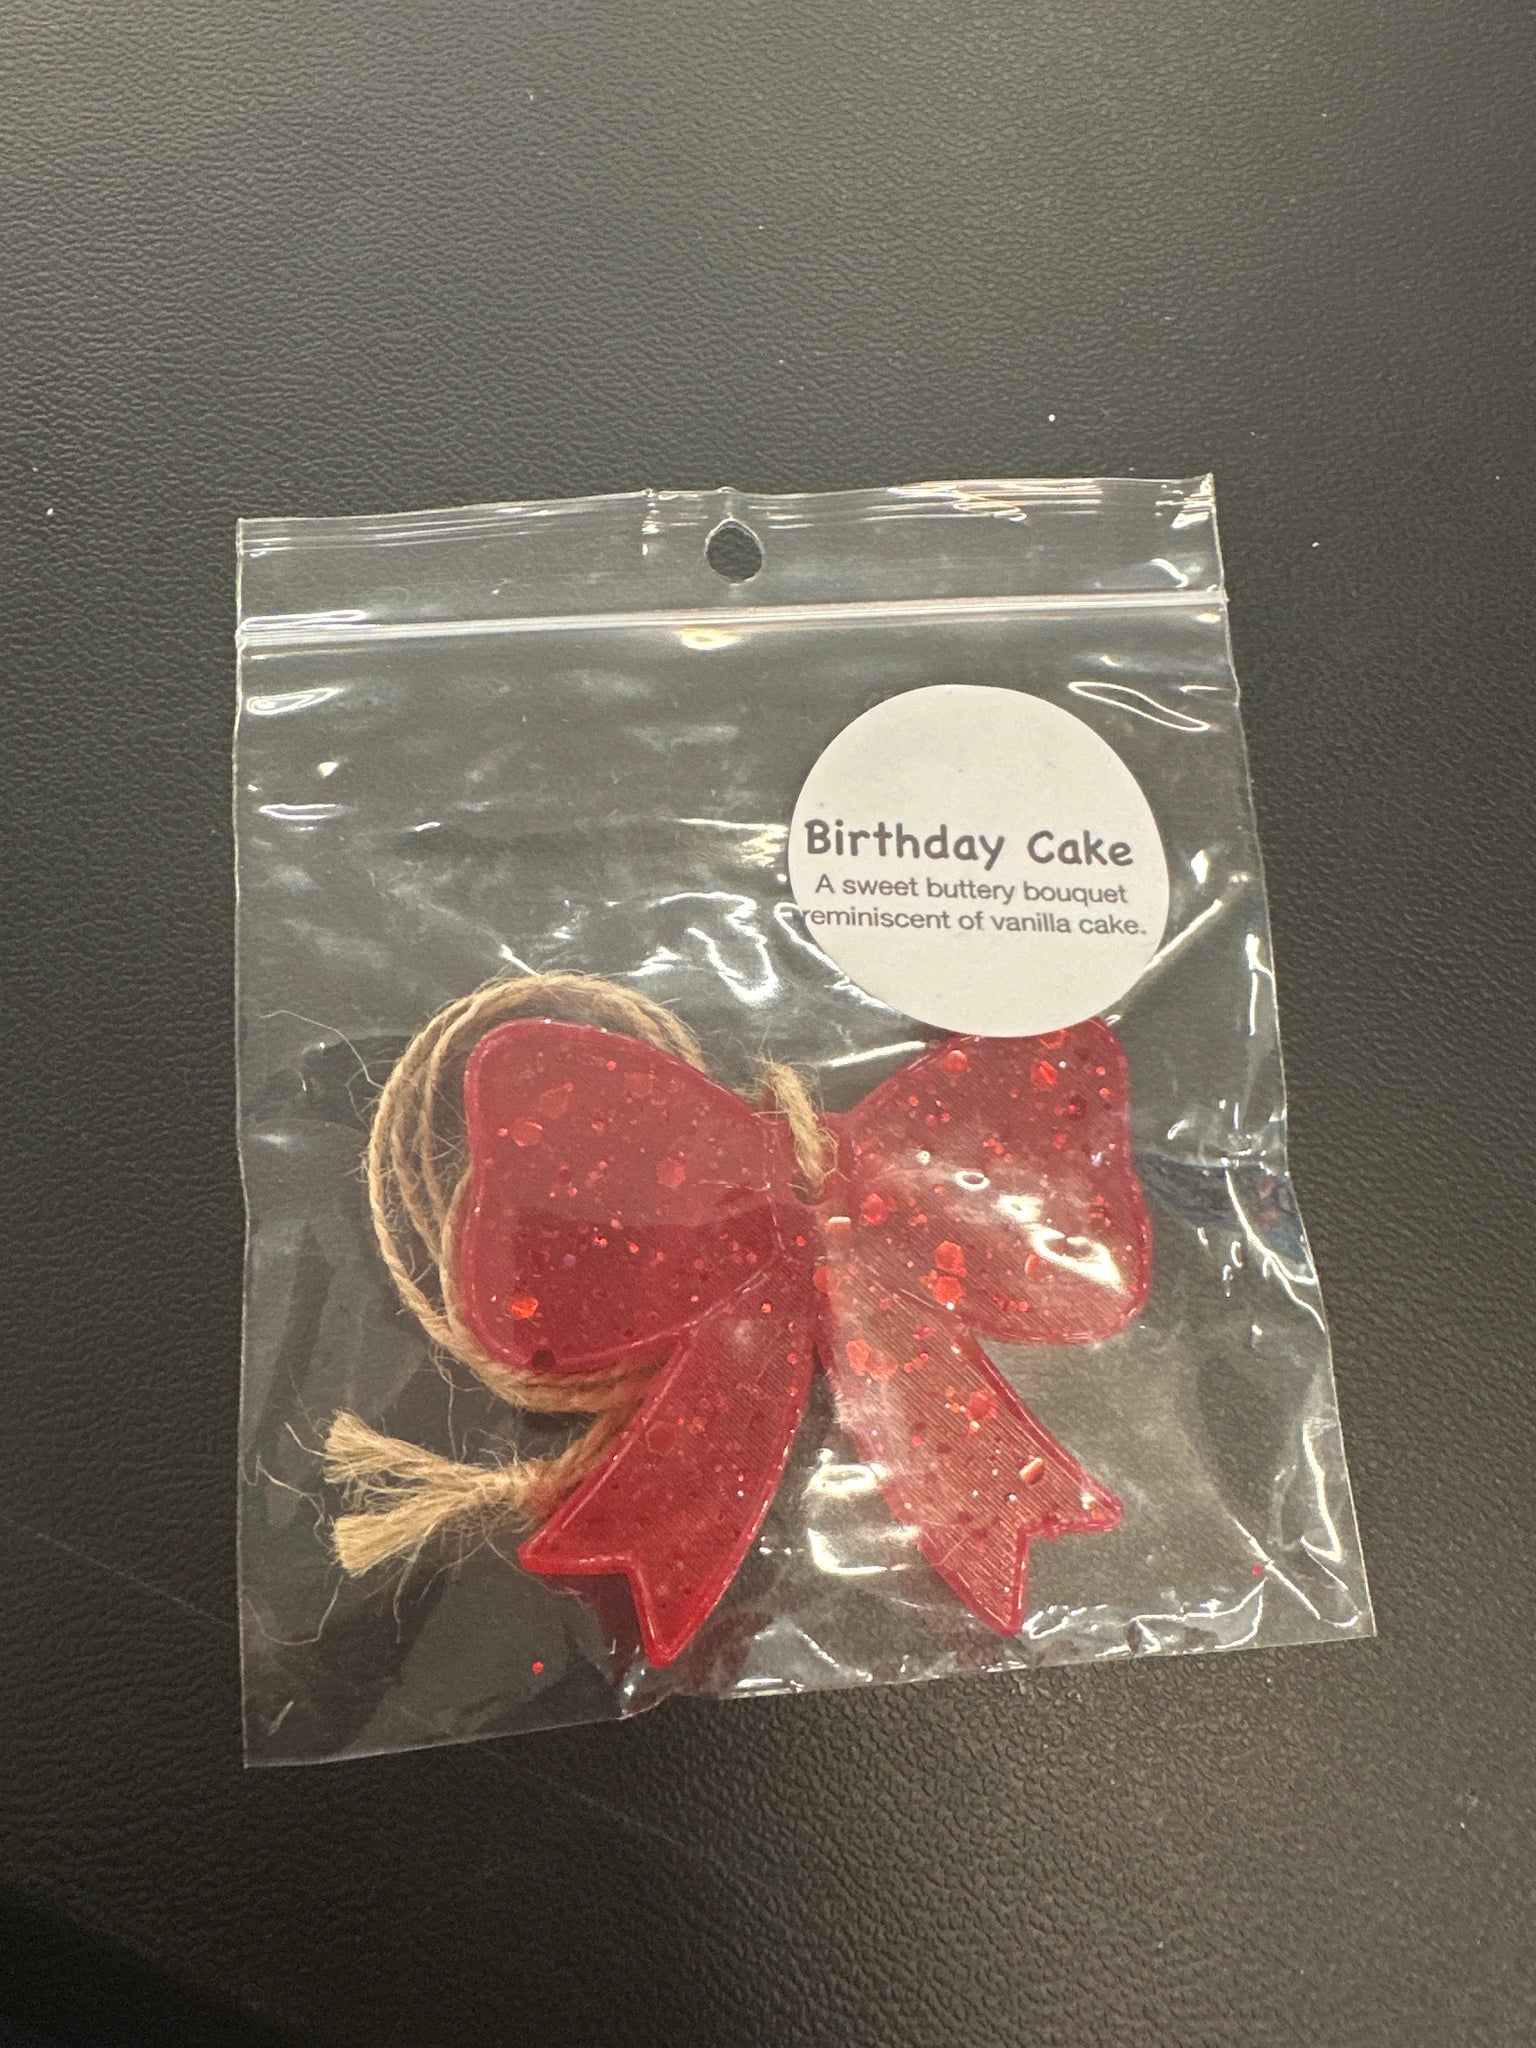 Birthday Cake
A sweet buttery bouquet
reminiscent of vanilla cake.